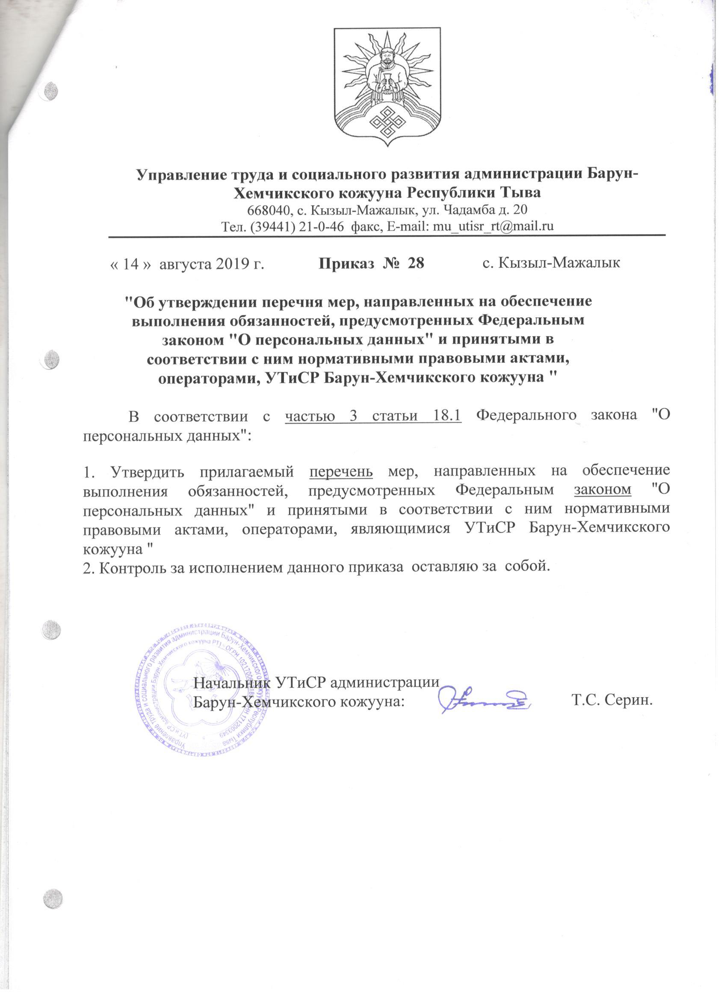 Управление труда и социального развития администрации Барун-
Хемчикского кожууна Республики Тыва
668040, с. Кызыл-Мажалык, ул. Чадамба д. 20
Тел. (39441) 21-0-46 факс, E-mail: mu_utisr_rt@mail.ru
« 14 » августа 2019 г. Приказ № 28 с. Кызыл-Мажалык
"Об утверждении перечня мер, направленных на обеспечение
выполнения обязанностей, предусмотренных Федеральным
законом "О персональных данных" и принятыми в
соответствии с ним нормативными правовыми актами,
операторами, УТиСР Барун-Хемчикского кожууна "
В соответствии с частью 3 статьи 18.1 Федерального закона "О
персональных данных":
1. Утвердить прилагаемый перечень мер, направленных на обеспечение
выполнения обязанностей, предусмотренных Федеральным законом "О
персональных данных" и принятыми в соответствии с ним нормативными
правовыми актами, операторами, являющимися УТиСР Барун-Хемчикского
кожууна "
2. Контроль за исполнением данного приказа оставляю за собой.
Начальник УТиСР администрации
Барун-Хемчикского кожууна: Т.С. Серин.
Управление труда и социального развития администрации Барун-Хемчикского кожууна Республики Тыва
(УТ и СР администрации Барун-Хемчикского кожууна РТ) ОГРН ИНН 1712003349